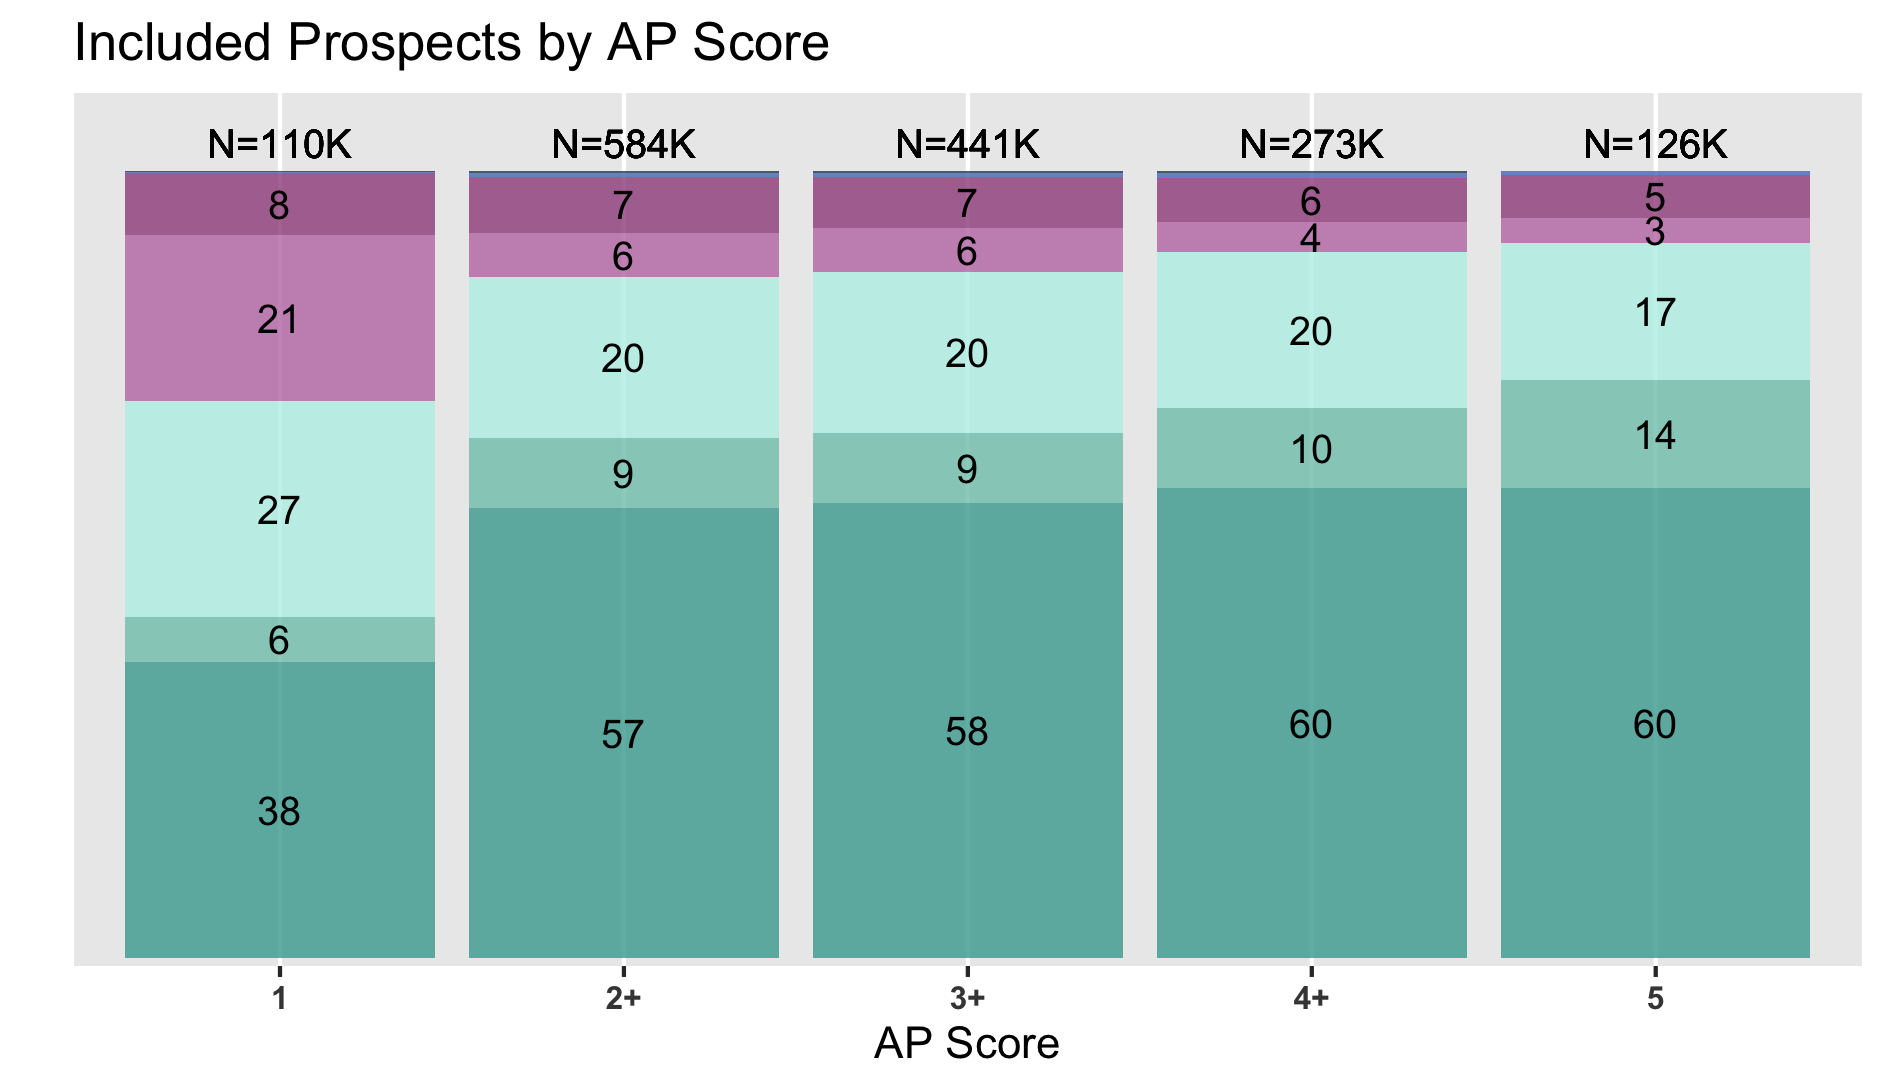 Included Prospects by AP Score
N=110K N=584K N=441K N=273K N=126K
8 7 7 6 5
21 6 6 4 3
27 20 20 20 17
6 9 9 10 14
38 57 58 60 60
1 2+ 3+ 4+ 5
AP Score